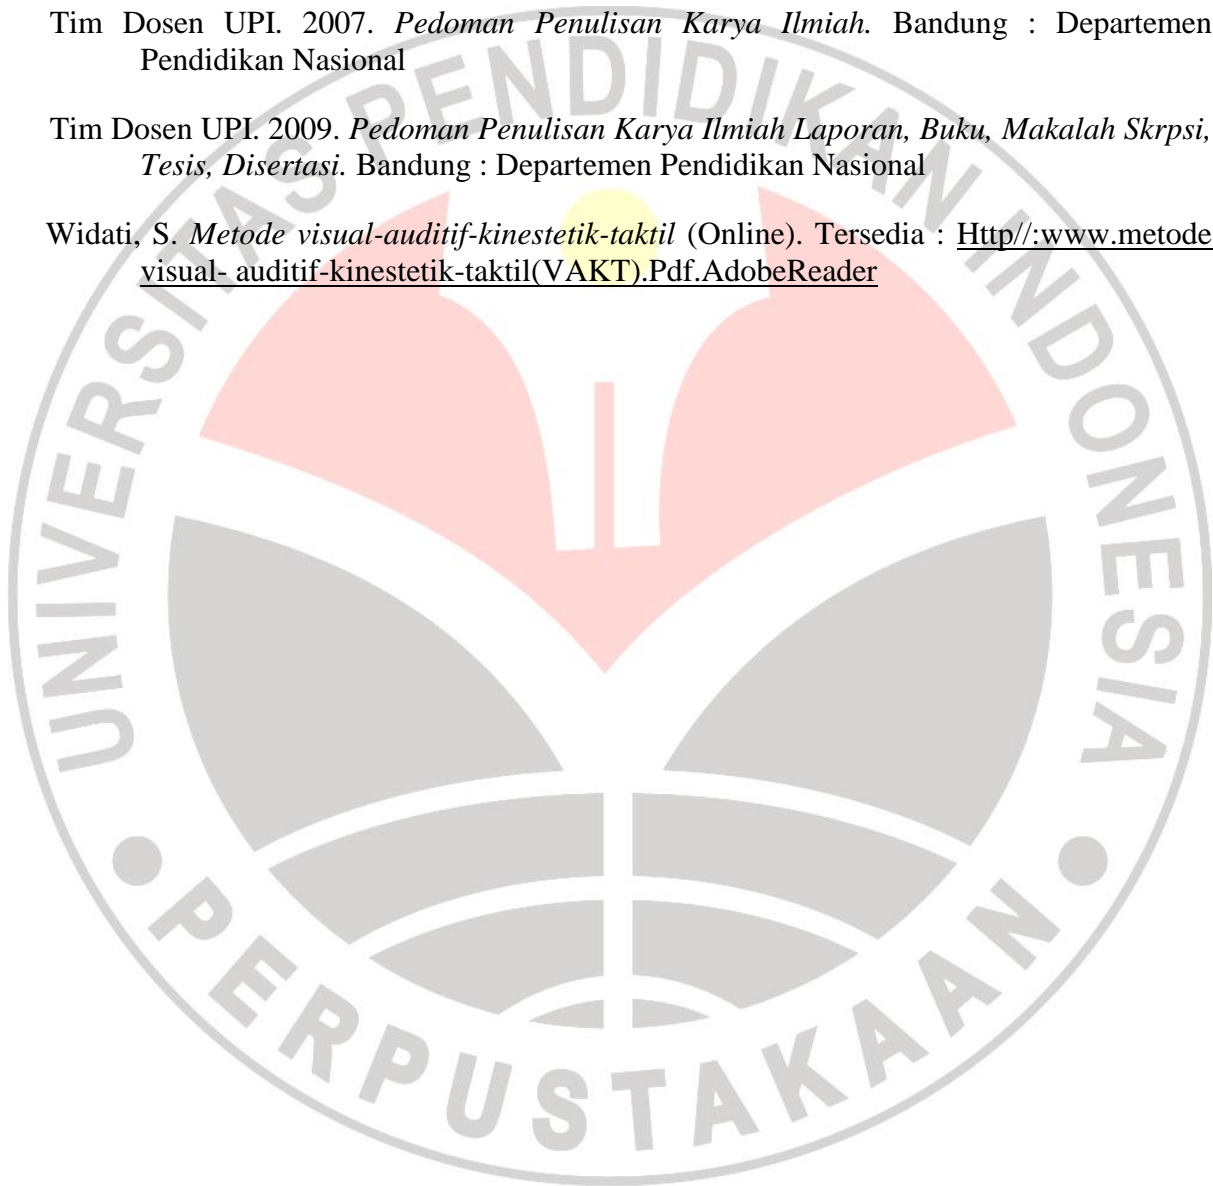 Tim Dosen UPI. 2007. Pedoman Penulisan Karya Ilmiah. Bandung : Departemen
Pendidikan Nasional
Tim Dosen UPI. 2009. Pedoman Penulisan Karya Ilmiah Laporan, Buku, Makalah Skrpsi,
Tesis, Disertasi. Bandung : Departemen Pendidikan Nasional
Widati, S. Metode visual-auditif-kinestetik-taktil (Online). Tersedia : Http//:www.metode
visual- auditif-kinestetik-taktil(VAKT).Pdf.AdobeReader
UNIVERSITAS PENDIDIKAN INDONESIA
PERPUSTAKAAN